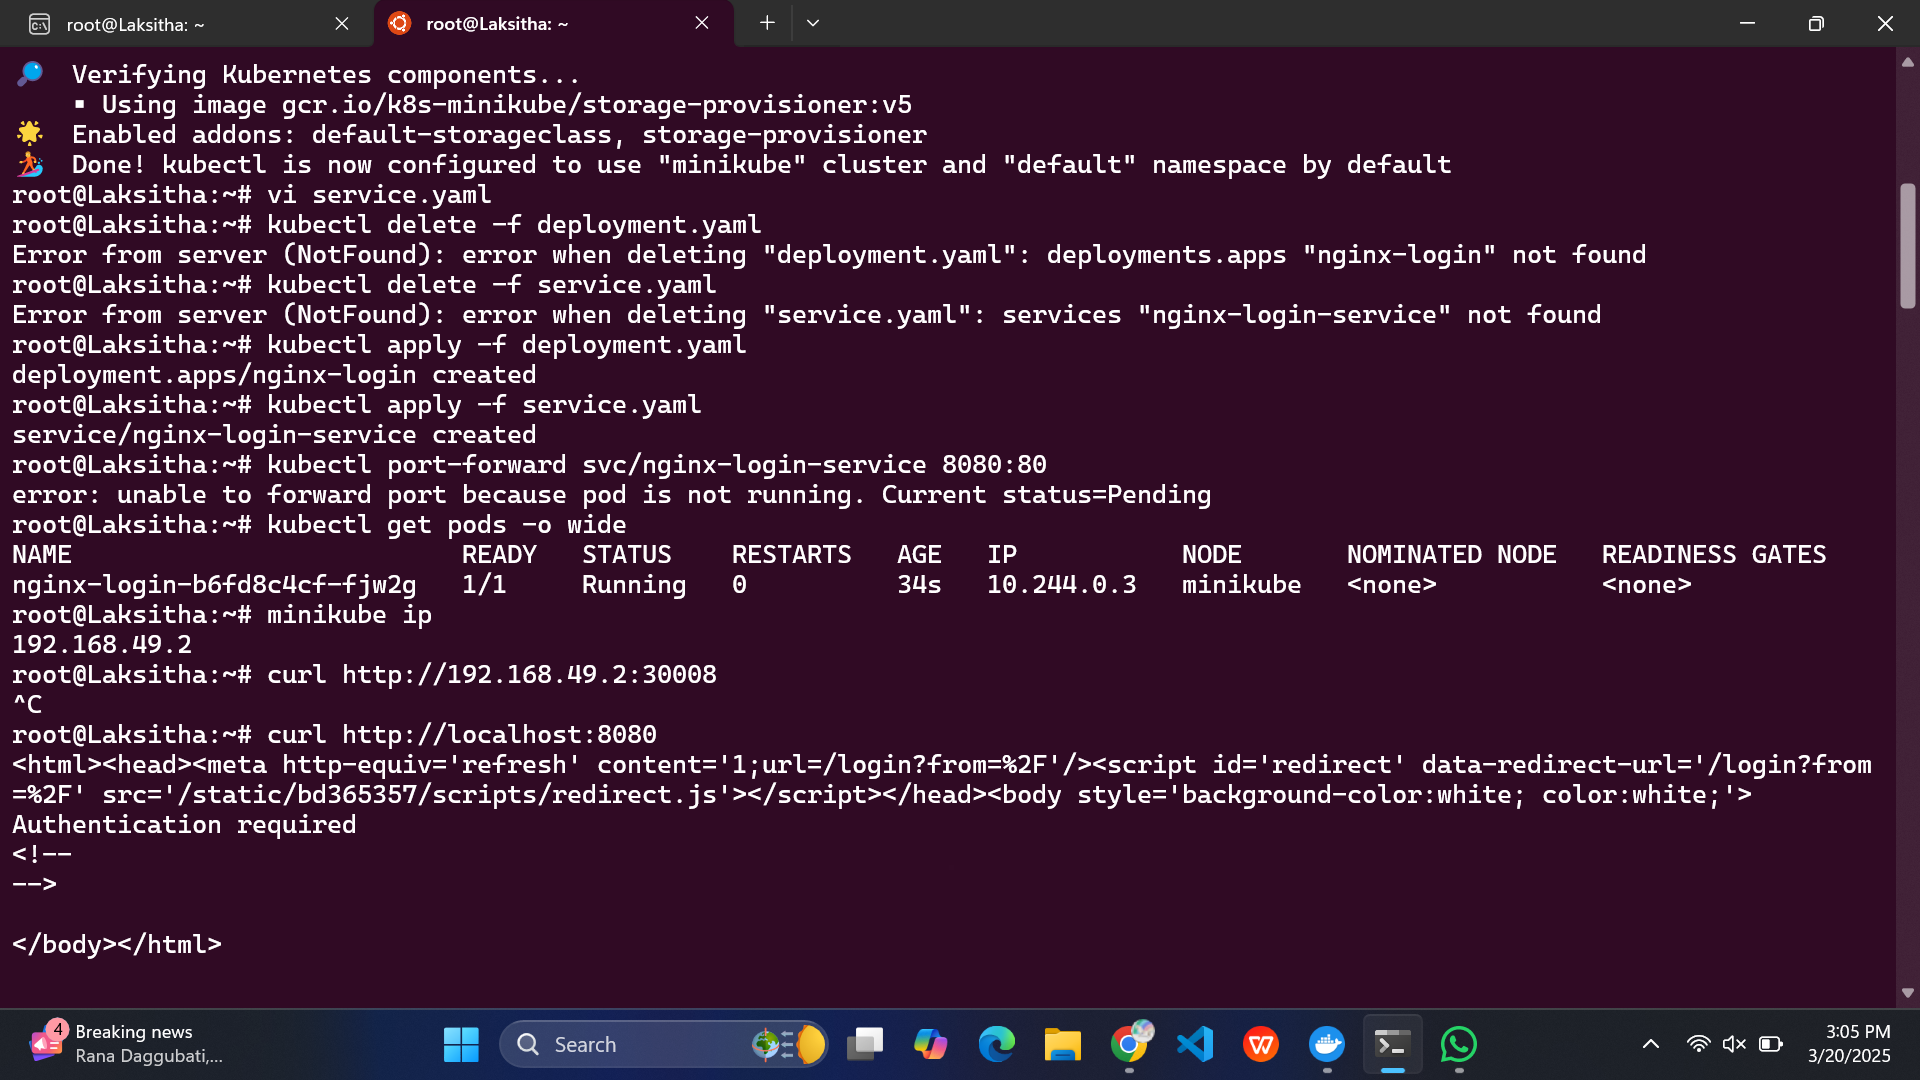 root@Laksitha: ~
root@Laksitha: ~
Verifying Kubernetes components...
▪ Using image gcr.io/k8s-minikube/storage-provisioner:v5
Enabled addons: default-storageclass, storage-provisioner
Done! kubectl is now configured to use "minikube" cluster and "default" namespace by default
root@Laksitha:~# vi service.yaml
root@Laksitha:~# kubectl delete -f deployment.yaml
Error from server (NotFound): error when deleting "deployment.yaml": deployments.apps "nginx-login" not found
root@Laksitha:~# kubectl delete -f service.yaml
Error from server (NotFound): error when deleting "service.yaml": services "nginx-login-service" not found
root@Laksitha:~# kubectl apply -f deployment.yaml
deployment.apps/nginx-login created
root@Laksitha:~# kubectl apply -f service.yaml
service/nginx-login-service created
root@Laksitha:~# kubectl port-forward svc/nginx-login-service 8080:80
error: unable to forward port because pod is not running. Current status=Pending
root@Laksitha:~# kubectl get pods -o wide
NAME READY STATUS RESTARTS AGE IP NODE NOMINATED NODE READINESS GATES
nginx-login-b6fd8c4cf-fjw2g 1/1 Running 0 34s 10.244.0.3 minikube <none> <none>
root@Laksitha:~# minikube ip
192.168.49.2
root@Laksitha:~# curl http://192.168.49.2:30008
^C
root@Laksitha:~# curl http://localhost:8080
<html><head><meta http-equiv='refresh' content='1;url=/login?from=%2F'/><script id='redirect' data-redirect-url='/login?from
=%2F' src='/static/bd365357/scripts/redirect.js'></script></head><body style='background-color:white; color:white;'>
Authentication required
<!--
-->
</body></html>
4
Breaking news
Rana Daggubati,...
Search
3:05 PM
3/20/2025